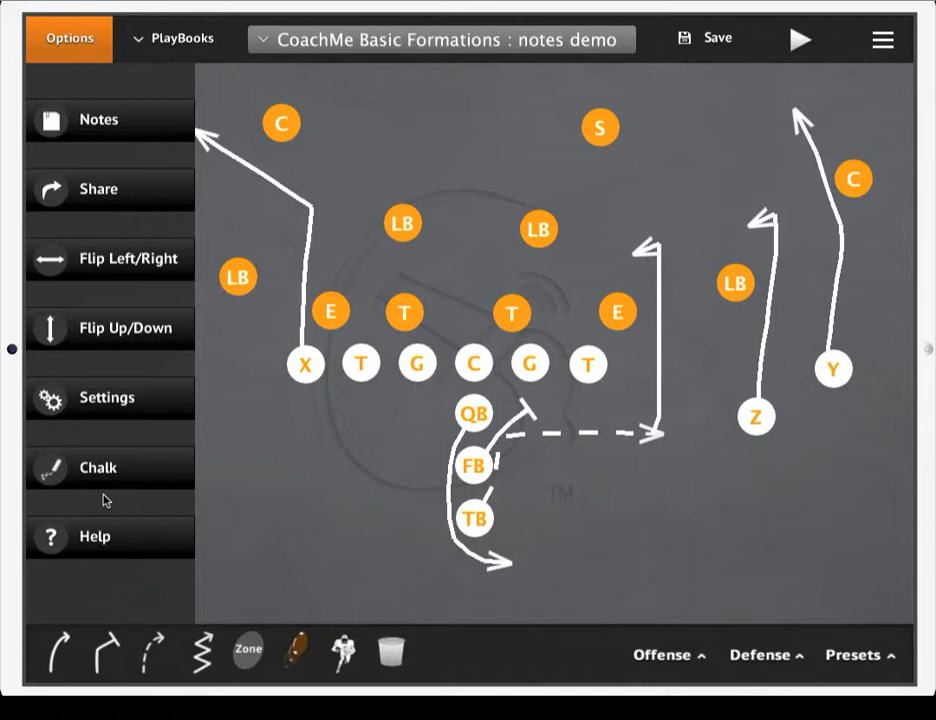 Options
PlayBooks
CoachMe Basic Formations : notes demo
Save
Notes
Share
Flip Left/Right
Flip Up/Down
Settings
Chalk
? Help
C
S
C
LB
LB
LB
LB
E
T
T
E
X
T
G
C
G
T
Y
QB
Z
FB
TB
TM
Zone
Offense
Defense
Presets